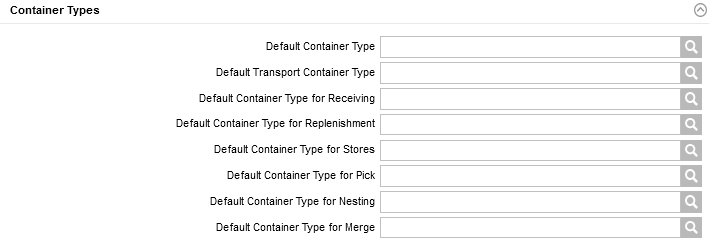 Container Types
Default Container Type
Default Transport Container Type
Default Container Type for Receiving
Default Container Type for Replenishment
Default Container Type for Stores
Default Container Type for Pick
Default Container Type for Nesting
Default Container Type for Merge